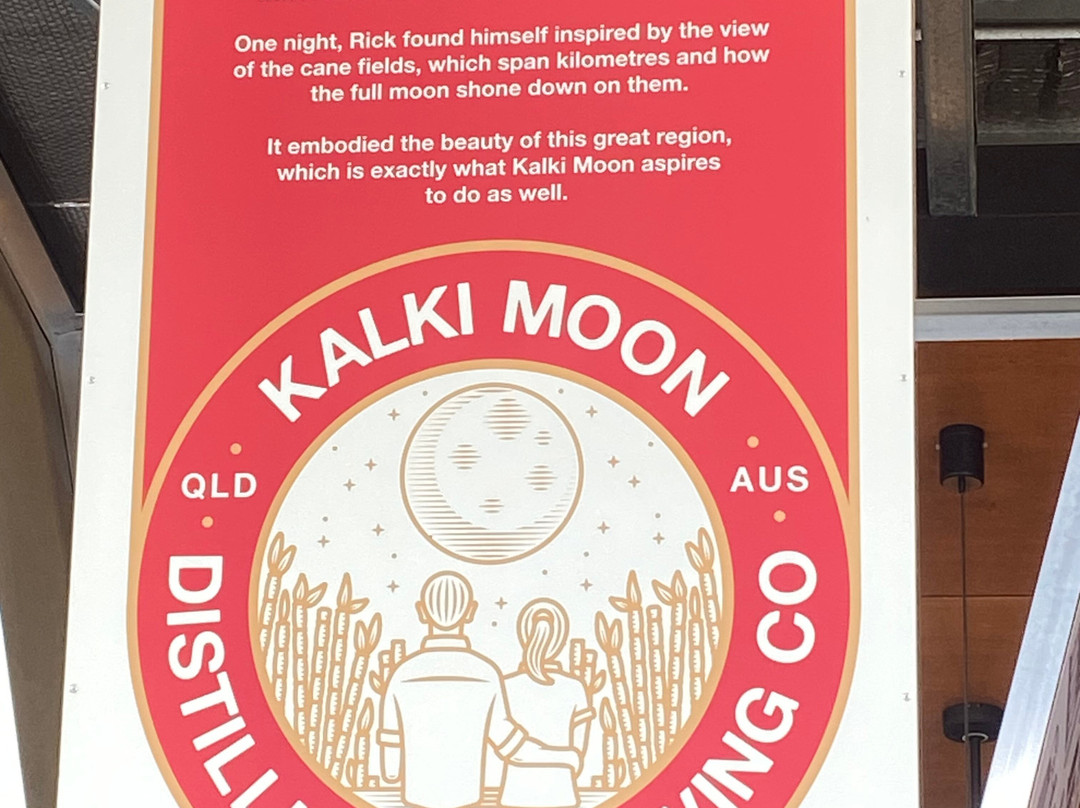 One night, Rick found himself inspired by the view
of the cane fields, which span kilometres and how
the full moon shone down on them.
It embodied the beauty of this great region,
which is exactly what Kalki Moon aspires
to do as well.
KALKI MOON
QLD
AUS
CO